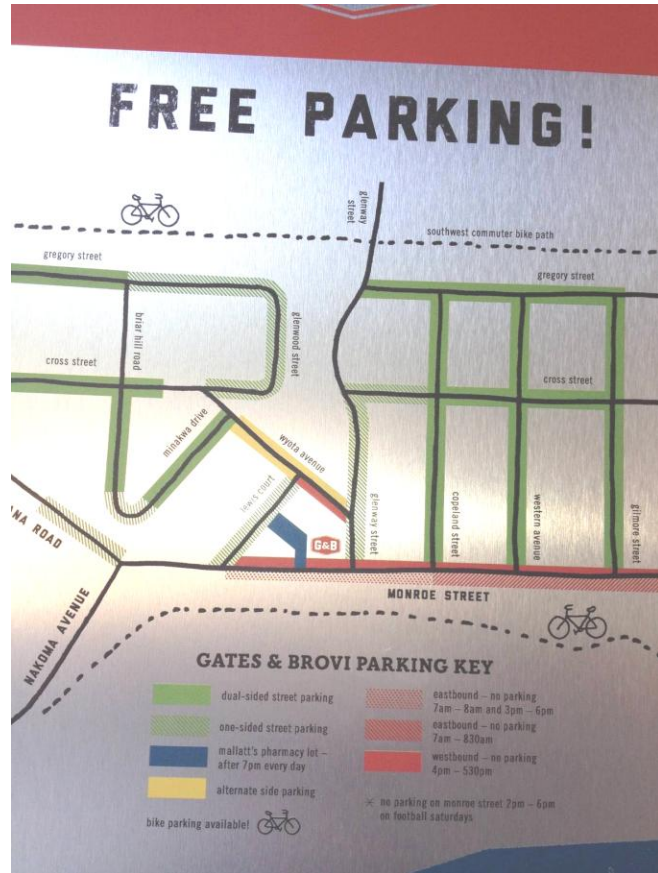 FREE PARKING!
glenway
street
southwest commuter bike path
gregory street
gregory street
briar hill road
glenwood street
cross street
cross street
minakwa drive
wyota avenue
lewis court
glenway street
copeland street
western avenue
gilmore street
NA ROAD
G&B
MONROE STREET
NAKOMA AVENUE
GATES & BROVI PARKING KEY
dual-sided street parking
one-sided street parking
mallatt's pharmacy lot –
after 7pm every day
alternate side parking
bike parking available!
eastbound – no parking
7am – 8am and 3pm – 6pm
eastbound – no parking
7am – 830am
westbound – no parking
4pm – 530pm
* no parking on monroe street 2pm – 6pm
on football saturdays